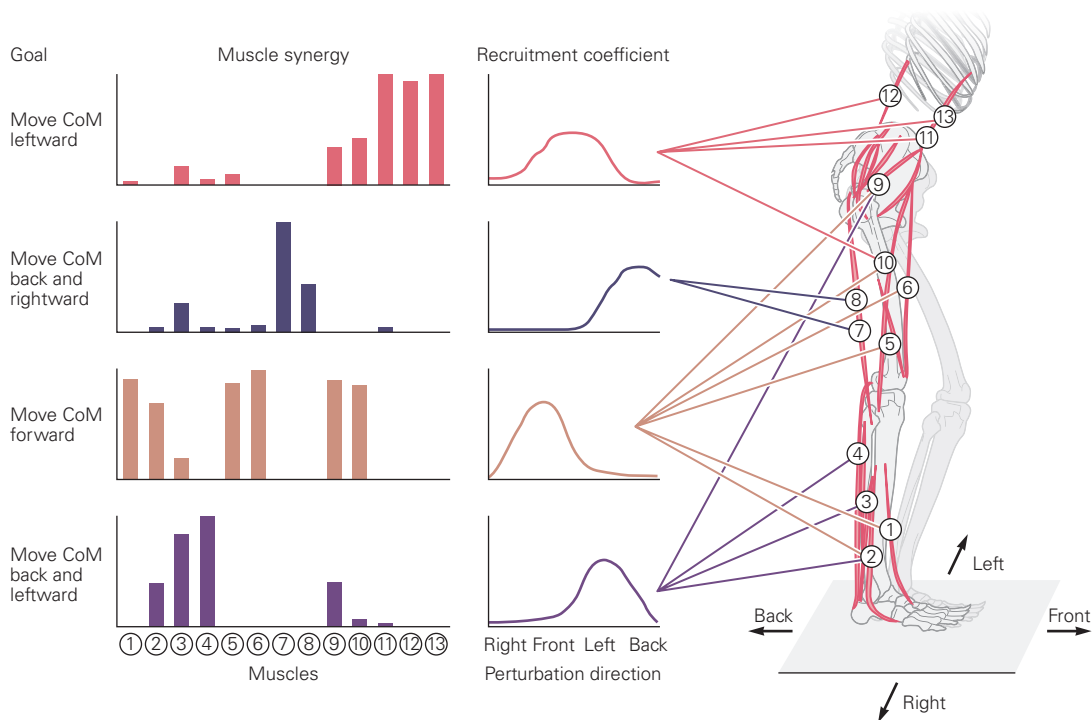 Goal
Muscle synergy
Recruitment coefficient
Move CoM
leftward
Move CoM
back and
rightward
Move CoM
forward
Move CoM
back and
leftward
① ② ③ ④ ⑤ ⑥ ⑦ ⑧ ⑨ ⑩ ⑪ ⑫ ⑬
Muscles
Right Front Left Back
Perturbation direction
⑫
⑬
⑪
⑨
⑩
⑥
⑧
⑦
⑤
④
③
①
②
Left
Back
Front
Right